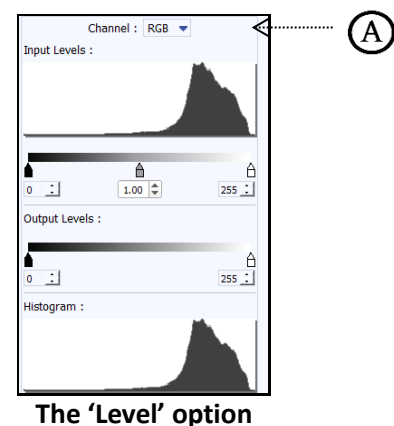 Channel : RGB
A
Input Levels :
0 1.00 255
Output Levels :
0 255
Histogram :
The ‘Level’ option